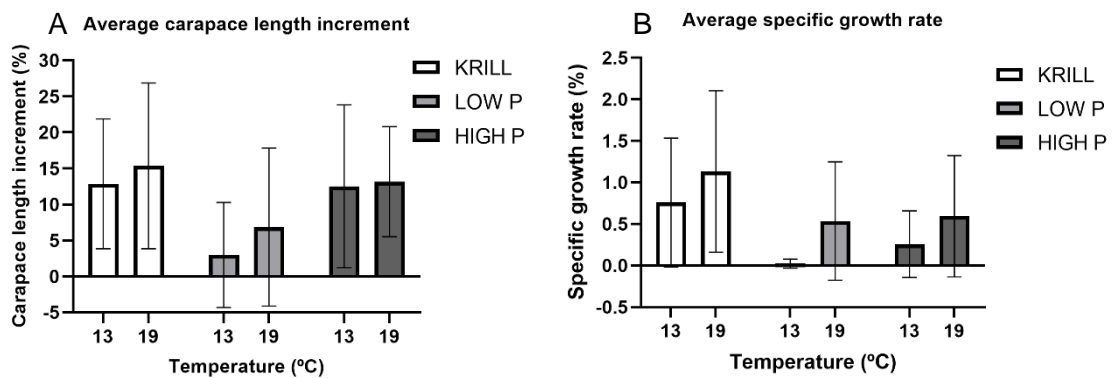 A Average carapace length increment
Carapace length increment (%)
30
25
20
15
10
5
0
-5
13 19 13 19 13 19
Temperature (ºC)
KRILL
LOW P
HIGH P
B Average specific growth rate
Specific growth rate (%)
2.5
2.0
1.5
1.0
0.5
0.0
-0.5
13 19 13 19 13 19
Temperature (ºC)
KRILL
LOW P
HIGH P